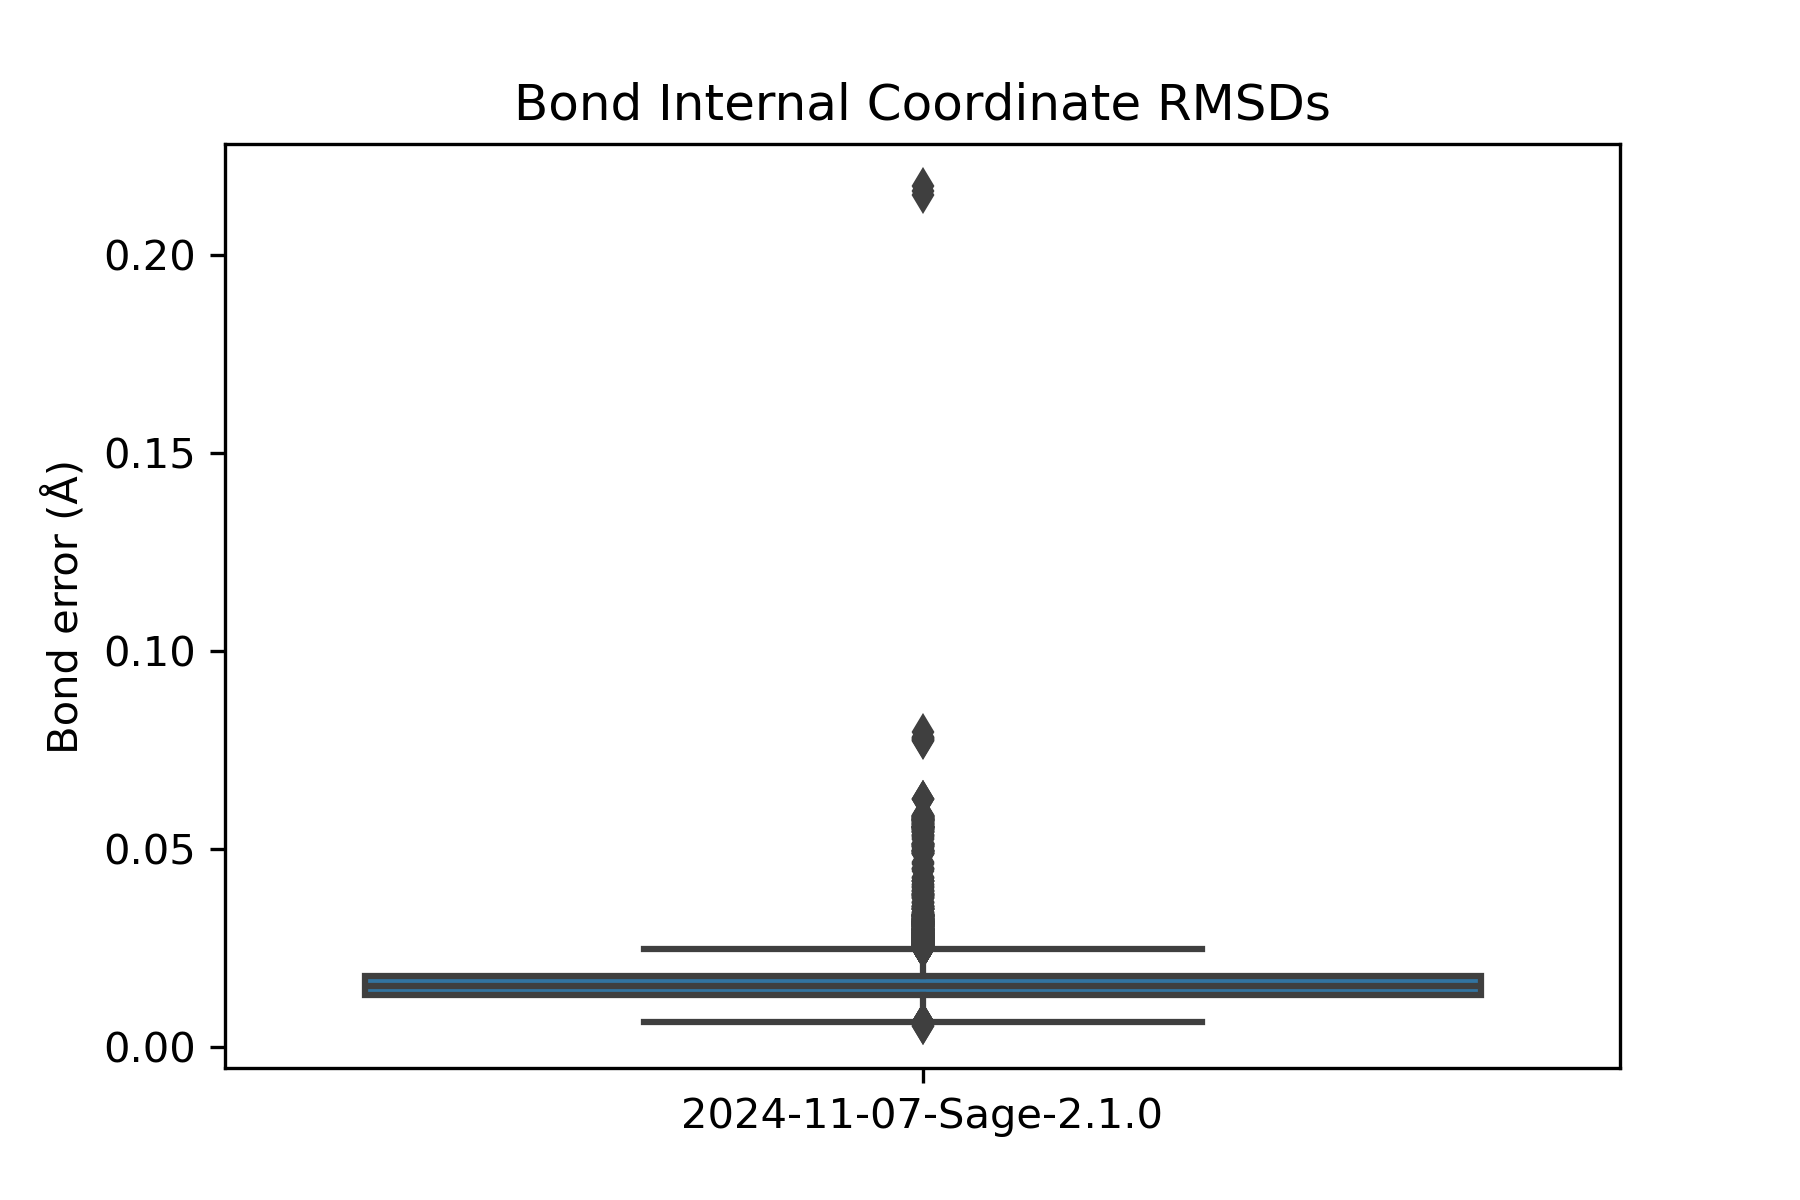 Bond Internal Coordinate RMSDs
0.20
0.15
0.10
0.05
0.00
Bond error (Å)
2024-11-07-Sage-2.1.0